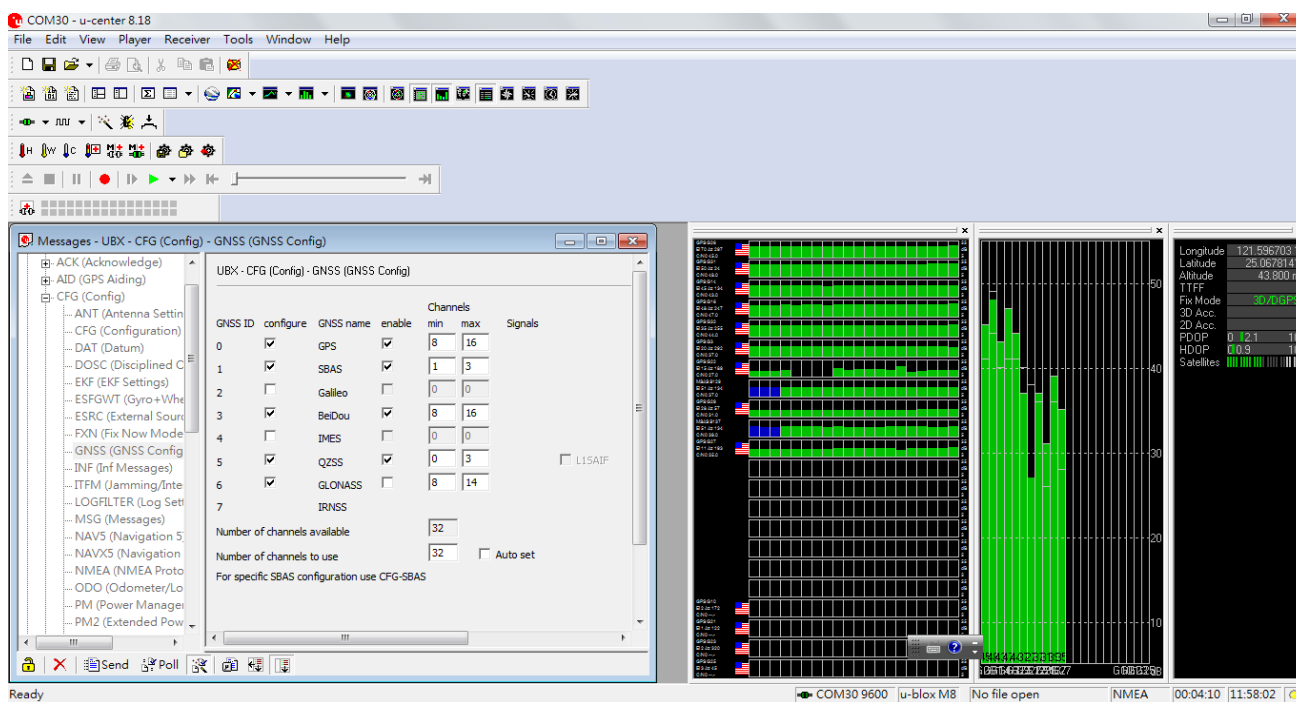 COM30 - u-center 8.18
File Edit View Player Receiver Tools Window Help
Messages - UBX - CFG (Config) - GNSS (GNSS Config)
ACK (Acknowledge)
AID (GPS Aiding)
CFG (Config)
ANT (Antenna Settin
CFG (Configuration)
DAT (Datum)
DOSC (Disciplined C
EKF (EKF Settings)
ESFGWT (Gyro+Whe
ESRC (External Sourc
FXN (Fix Now Mode
GNSS (GNSS Config
INF (Inf Messages)
ITFM (Jamming/Inte
LOGFILTER (Log Sett
MSG (Messages)
NAV5 (Navigation 5
NAVX5 (Navigation
NMEA (NMEA Proto
ODO (Odometer/Lo
PM (Power Manager
PM2 (Extended Pow
UBX - CFG (Config) - GNSS (GNSS Config)
Channels
GNSS ID configure GNSS name enable min max Signals
0 GPS 8 16
1 SBAS 1 3
2 Galileo 0 0
3 BeiDou 8 16
4 IMES 0 0
5 QZSS 0 3 L1SAIF
6 GLONASS 8 14
7 IRNSS
Number of channels available 32
Number of channels to use 32 Auto set
For specific SBAS configuration use CFG-SBAS
Send Poll
50
40
30
20
10
Longitude 121.596703
Latitude 25.067814
Altitude 43.800
TTFF
Fix Mode 3D/DGPS
3D Acc.
2D Acc.
PDOP 0 2.1 10
HDOP 0 0.9 10
Satellites
Ready
COM30 9600 u-blox M8 No file open NMEA 00:04:10 11:58:02